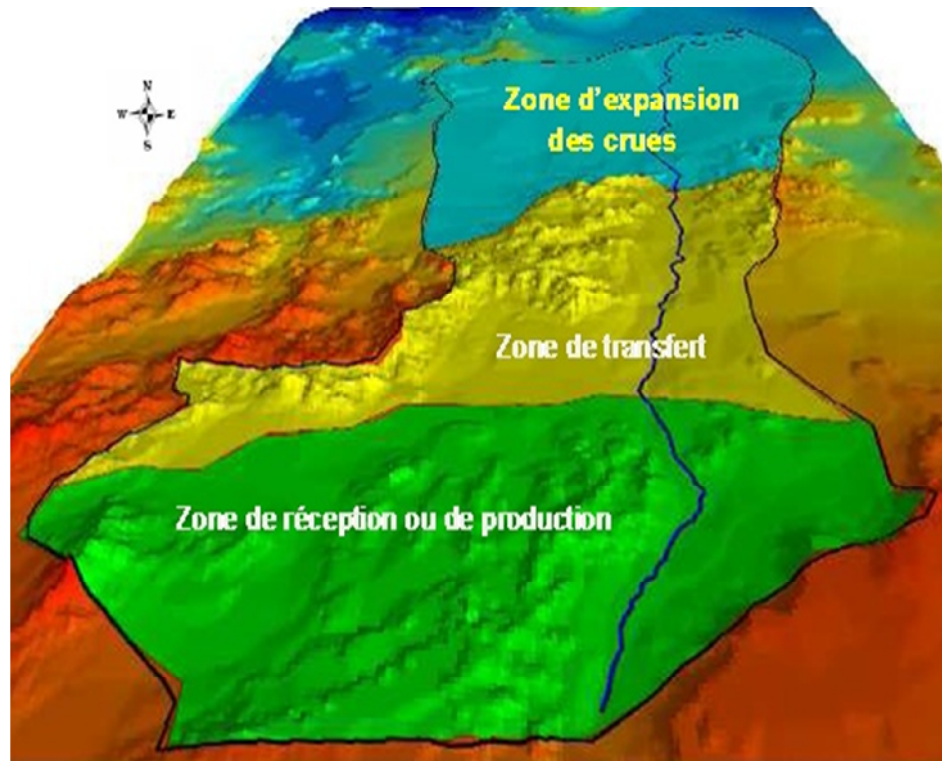 N
W E
S
Zone d'expansion
des crues
Zone de transfert
Zone de réception ou de production